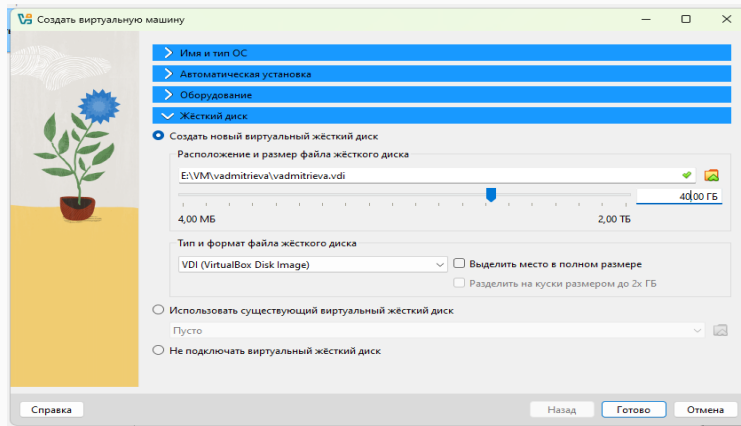 Создать виртуальную машину
Имя и тип ОС
Автоматическая установка
Оборудование
Жёсткий диск
Создать новый виртуальный жёсткий диск
Расположение и размер файла жёсткого диска
E:\VM\vadmitrieva\vadmitrieva.vdi
40,00 ГБ
4,00 МБ 2,00 ТБ
Тип и формат файла жёсткого диска
VDI (VirtualBox Disk Image) Выделить место в полном размере
Разделить на куски размером до 2х ГБ
Использовать существующий виртуальный жёсткий диск
Пусто
Не подключать виртуальный жёсткий диск
Справка Назад Готово Отмена